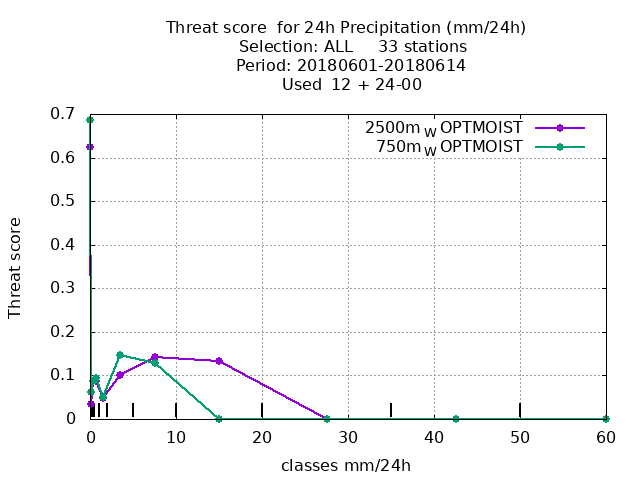 Threat score  for 24h Precipitation (mm/24h)
Selection: ALL     33 stations
Period: 20180601-20180614
Used  12 + 24-00
2500m_W OPTMOIST
750m_W OPTMOIST
Threat score
0.7
0.6
0.5
0.4
0.3
0.2
0.1
0
0 10 20 30 40 50 60
classes mm/24h